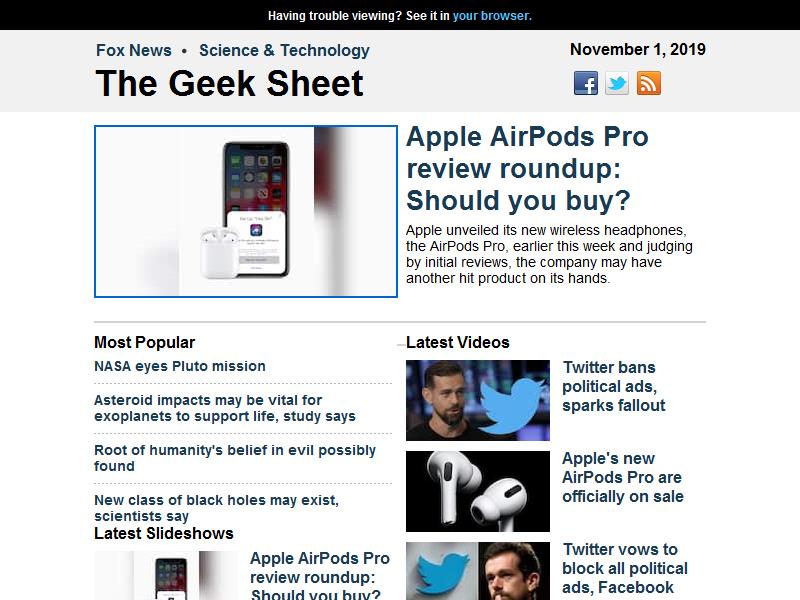 Having trouble viewing? See it in your browser.
Fox News • Science & Technology
November 1, 2019
The Geek Sheet
Apple AirPods Pro
review roundup:
Should you buy?
Apple unveiled its new wireless headphones,
the AirPods Pro, earlier this week and judging
by initial reviews, the company may have
another hit product on its hands.
Most Popular
NASA eyes Pluto mission
Asteroid impacts may be vital for
exoplanets to support life, study says
Root of humanity's belief in evil possibly
found
New class of black holes may exist,
scientists say
Latest Slideshows
Apple AirPods Pro
review roundup:
Should you buy?
Latest Videos
Twitter bans
political ads,
sparks fallout
Apple's new
AirPods Pro are
officially on sale
Twitter vows to
block all political
ads, Facebook